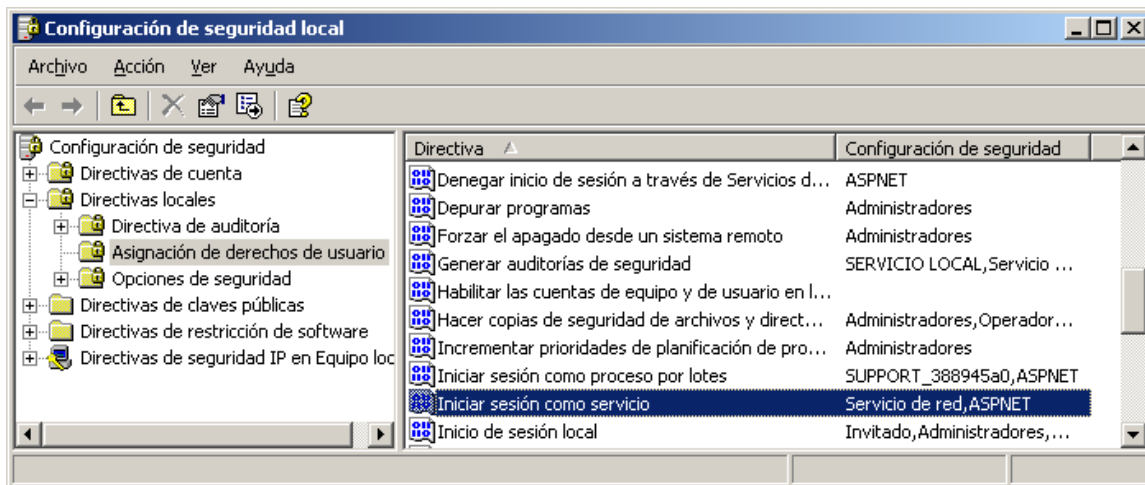 Configuración de seguridad local
Archivo Acción Ver Ayuda
Configuración de seguridad
Directivas de cuenta
Directivas locales
Directiva de auditoría
Asignación de derechos de usuario
Opciones de seguridad
Directivas de claves públicas
Directivas de restricción de software
Directivas de seguridad IP en Equipo loc
Directiva Configuración de seguridad
Denegar inicio de sesión a través de Servicios d... ASPNET
Depurar programas Administradores
Forzar el apagado desde un sistema remoto Administradores
Generar auditorías de seguridad SERVICIO LOCAL,Servicio ...
Habilitar las cuentas de equipo y de usuario en l...
Hacer copias de seguridad de archivos y direct... Administradores,Operador...
Incrementar prioridades de planificación de pro... Administradores
Iniciar sesión como proceso por lotes SUPPORT_388945a0,ASPNET
Iniciar sesión como servicio Servicio de red,ASPNET
Inicio de sesión local Invitado,Administradores,...